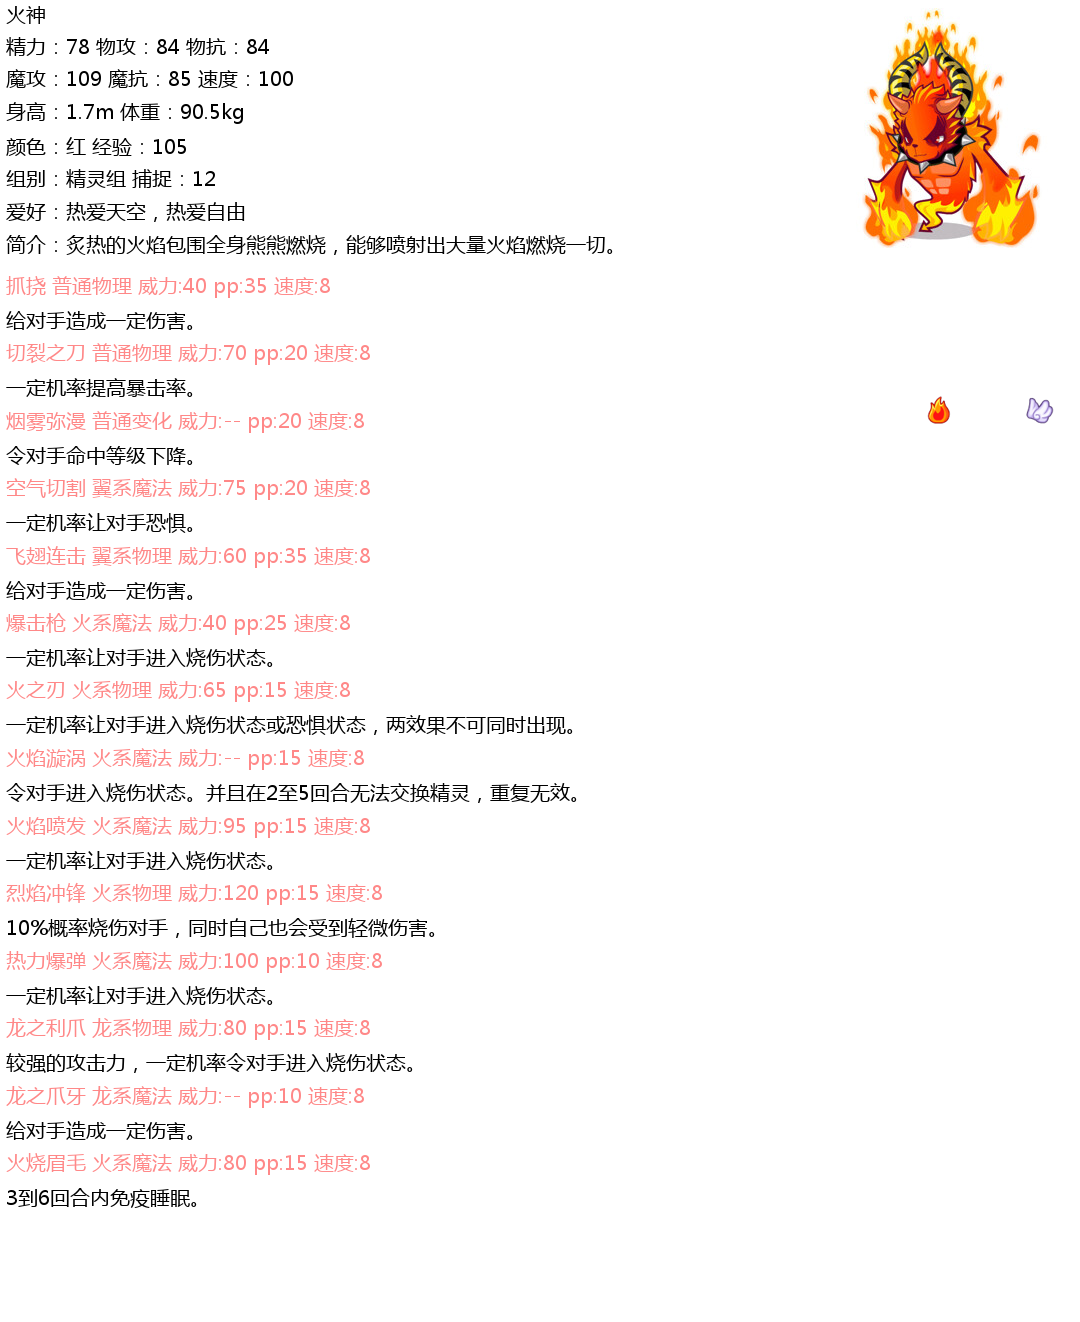 火神
精力：78 物攻：84 物抗：84
魔攻：109 魔抗：85 速度：100
身高：1.7m 体重：90.5kg
颜色：红 经验：105
组别：精灵组 捕捉：12
爱好：热爱天空，热爱自由
简介：炙热的火焰包围全身熊熊燃烧，能够喷射出大量火焰燃烧一切。
抓挠 普通物理 威力:40 pp:35 速度:8
给对手造成一定伤害。
切裂之刀 普通物理 威力:70 pp:20 速度:8
一定机率提高暴击率。
烟雾弥漫 普通变化 威力:-- pp:20 速度:8
令对手命中等级下降。
空气切割 翼系魔法 威力:75 pp:20 速度:8
一定机率让对手恐惧。
飞翅连击 翼系物理 威力:60 pp:35 速度:8
给对手造成一定伤害。
爆击枪 火系魔法 威力:40 pp:25 速度:8
一定机率让对手进入烧伤状态。
火之刃 火系物理 威力:65 pp:15 速度:8
一定机率让对手进入烧伤状态或恐惧状态，两效果不可同时出现。
火焰旋涡 火系魔法 威力:-- pp:15 速度:8
令对手进入烧伤状态。并且在2至5回合无法交换精灵，重复无效。
火焰喷发 火系魔法 威力:95 pp:15 速度:8
一定机率让对手进入烧伤状态。
烈焰冲锋 火系物理 威力:120 pp:15 速度:8
10%概率烧伤对手，同时自己也会受到轻微伤害。
热力爆弹 火系魔法 威力:100 pp:10 速度:8
一定机率让对手进入烧伤状态。
龙之利爪 龙系物理 威力:80 pp:15 速度:8
较强的攻击力，一定机率令对手进入烧伤状态。
龙之爪牙 龙系魔法 威力:-- pp:10 速度:8
给对手造成一定伤害。
火烧眉毛 火系魔法 威力:80 pp:15 速度:8
3到6回合内免疫睡眠。